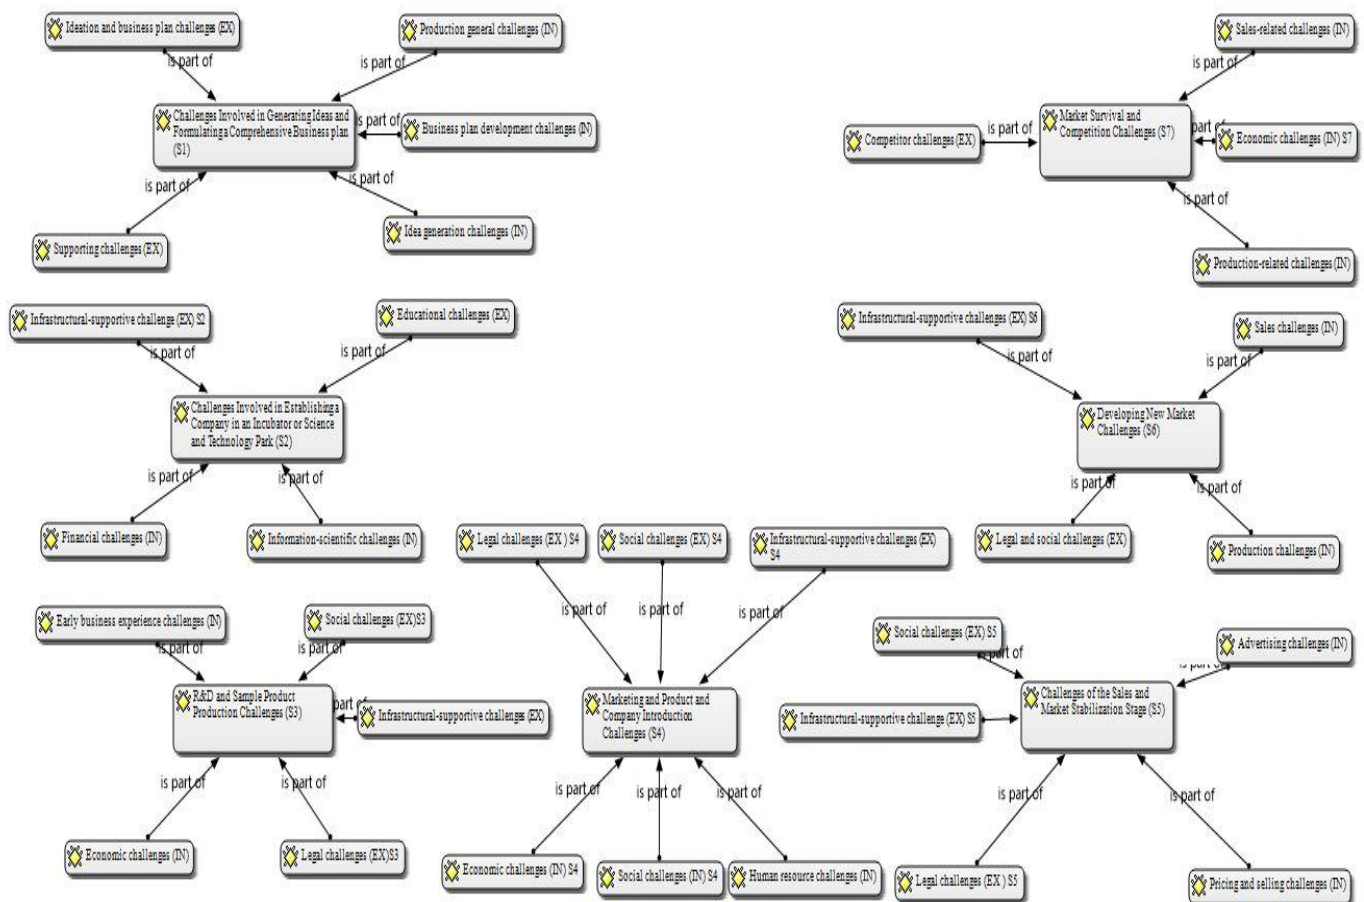 Ideation and business plan challenges (EX)
Production general challenges (IN)
is part of
is part of
Challenges Involved in Generating Ideas and
Formulating a Comprehensive Business plan
(S1)
is part of
Business plan development challenges (IN)
is part of
is part of
Supporting challenges (EX)
Idea generation challenges (IN)
Sales-related challenges (IN)
is part of
Competitor challenges (EX)
is part of
Market Survival and
Competition Challenges (S7)
part of
Economic challenges (IN) S7
is part of
Production-related challenges (IN)
Infrastructural-supportive challenge (EX) S2
Educational challenges (EX)
is part of
is part of
Challenges Involved in Establishing a
Company in an Incubator or Science
and Technology Park (S2)
is part of
is part of
Financial challenges (IN)
Information-scientific challenges (IN)
Infrastructural-supportive challenges (EX) S6
Sales challenges (IN)
is part of
is part of
Developing New Market
Challenges (S6)
is part of
is part of
Legal and social challenges (EX)
Production challenges (IN)
Early business experience challenges (IN)
Social challenges (EX)S3
is part of
is part of
R&D and Sample Product
Production Challenges (S3)
part of
Infrastructural-supportive challenges (EX)
is part of
is part of
Economic challenges (IN)
Legal challenges (EX)S3
Legal challenges (EX ) S4
Social challenges (EX) S4
Infrastructural-supportive challenges (EX)
S4
is part of
is part of
is part of
Marketing and Product and
Company Introduction
Challenges (S4)
is part of
is part of
is part of
Economic challenges (IN) S4
Social challenges (IN) S4
Human resource challenges (IN)
Social challenges (EX) S5
Advertising challenges (IN)
is part of
is part of
Challenges of the Sales and
Market Stabilization Stage (S5)
Infrastructural-supportive challenge (EX) S5
is part of
is part of
Legal challenges (EX ) S5
Pricing and selling challenges (IN)